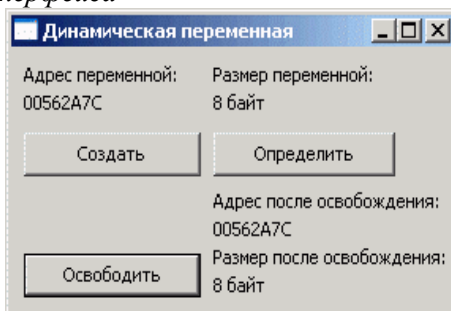 терфейса
Динамическая переменная
Адрес переменной: Размер переменной:
00562A7C 8 байт
Создать Определить
Адрес после освобождения:
00562A7C
Размер после освобождения:
Освободить 8 байт